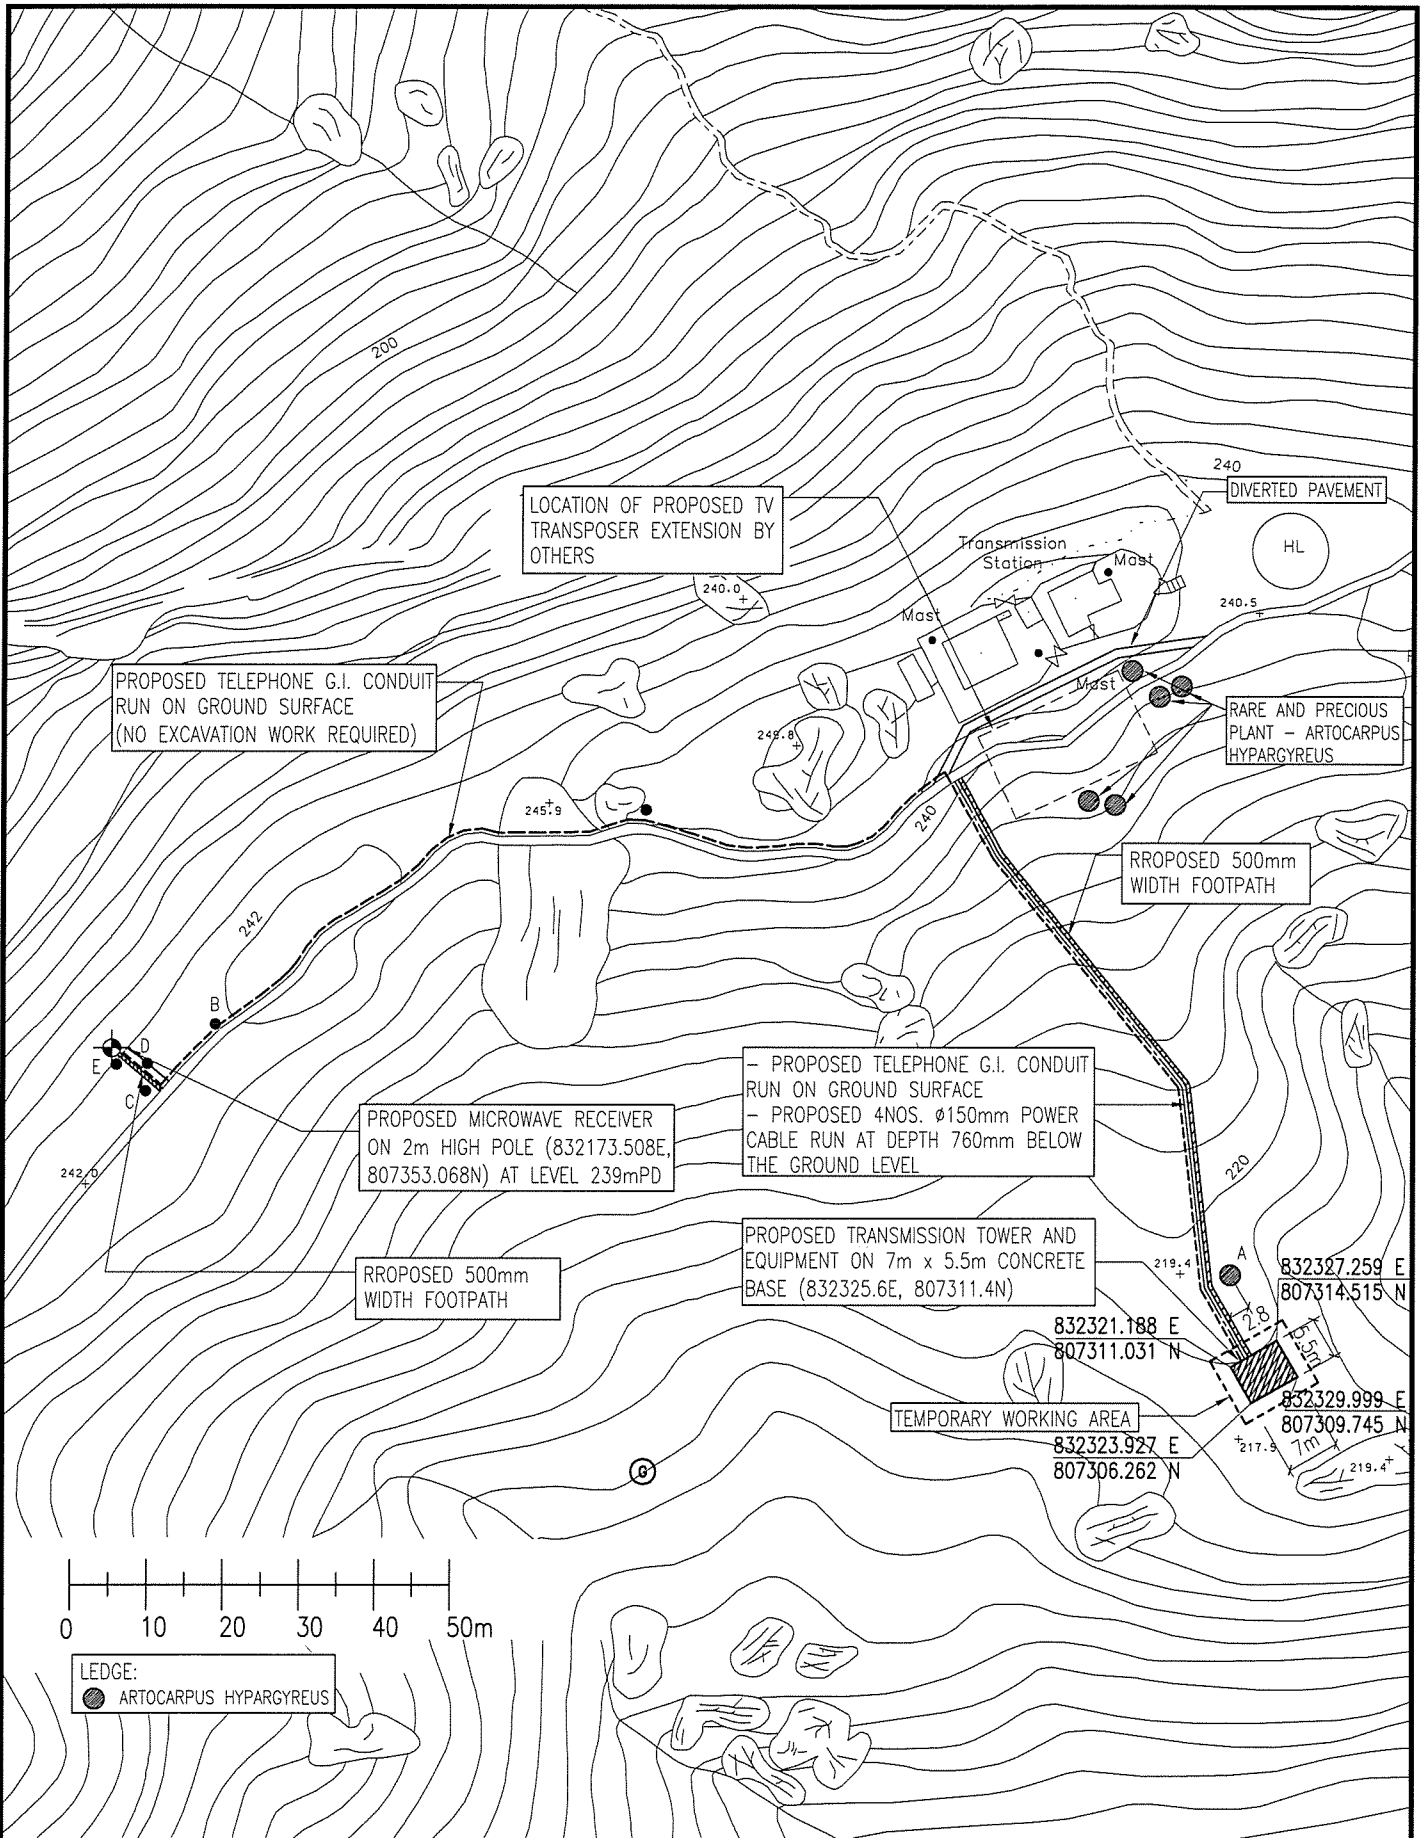 200
240
DIVERTED PAVEMENT
LOCATION OF PROPOSED TV
TRANSPOSER EXTENSION BY
OTHERS
Transmission
Station
Mast
HL
240.0
240.5
Mast
PROPOSED TELEPHONE G.I. CONDUIT
RUN ON GROUND SURFACE
(NO EXCAVATION WORK REQUIRED)
Mast
RARE AND PRECIOUS
PLANT – ARTOCARPUS
HYPARGYREUS
245.9
240
RROPOSED 500mm
WIDTH FOOTPATH
242
B
D
E
C
– PROPOSED TELEPHONE G.I. CONDUIT
RUN ON GROUND SURFACE
– PROPOSED 4NOS. ø150mm POWER
CABLE RUN AT DEPTH 760mm BELOW
THE GROUND LEVEL
PROPOSED MICROWAVE RECEIVER
ON 2m HIGH POLE (832173.508E,
807353.068N) AT LEVEL 239mPD
242.0
220
PROPOSED TRANSMISSION TOWER AND
EQUIPMENT ON 7m x 5.5m CONCRETE
BASE (832325.6E, 807311.4N)
RROPOSED 500mm
WIDTH FOOTPATH
219.4
A
832327.259 E
807314.515 N
2.8
5.5m
832321.188 E
807311.031 N
832329.999 E
807309.745 N
TEMPORARY WORKING AREA
832323.927 E
807306.262 N
217.9
7m
219.4
G
0 10 20 30 40 50m
LEDGE:
ARTOCARPUS HYPARGYREUS